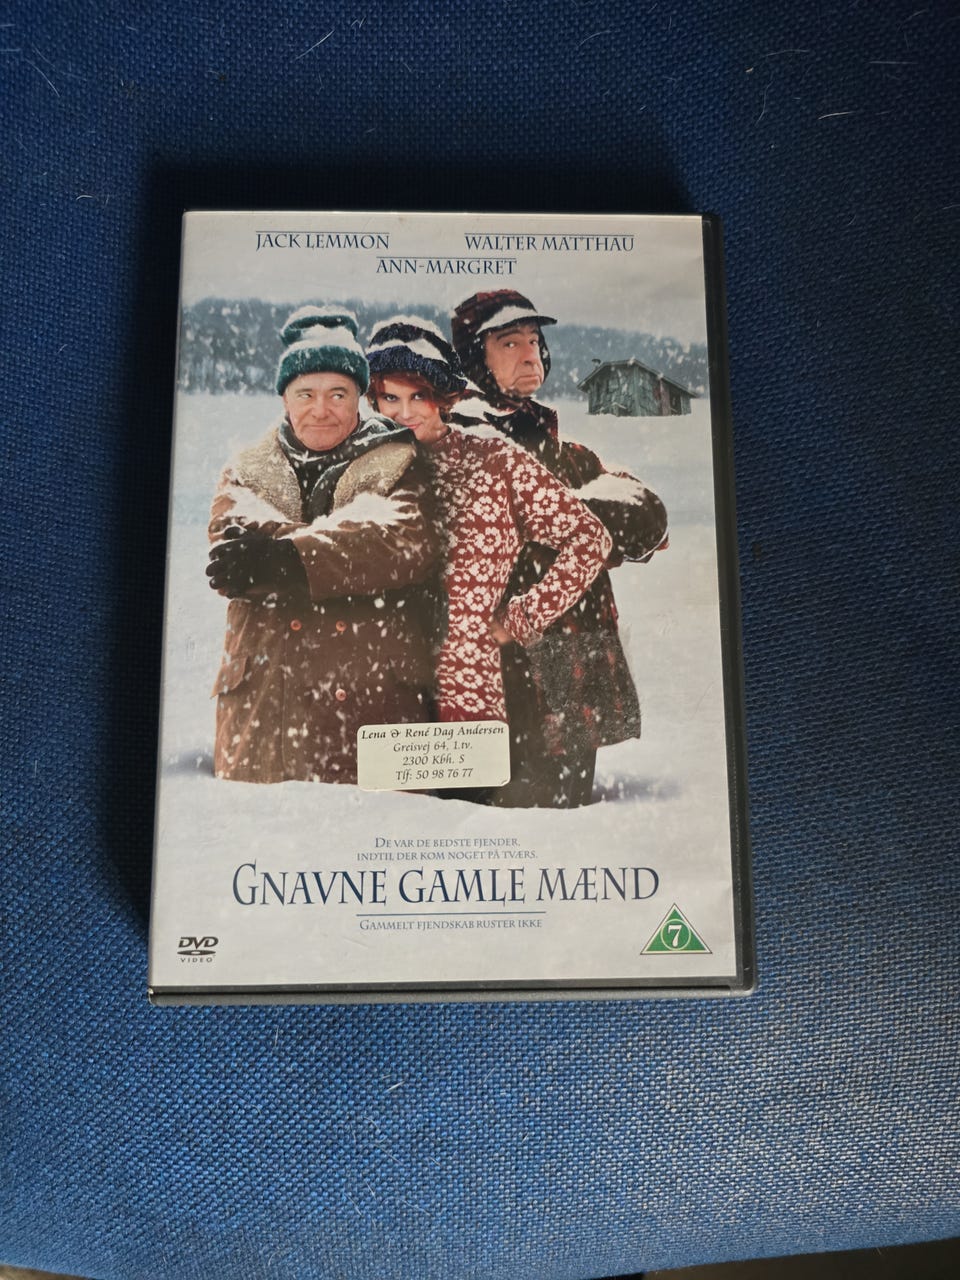 JACK LEMMON
WALTER MATTHAU
ANN-MARGRET
Lena & René Dag Andersen
Greisvej 64, 1.tv.
2300 Kbh. S
Tlf: 50 98 76 77
DE VAR DE BEDSTE FJENDER,
INDTIL DER KOM NOGET PÅ TVÆRS.
GNAVNE GAMLE MÆND
GAMMELT FJENDSKAB RUSTER IKKE
DVD
VIDEO
7